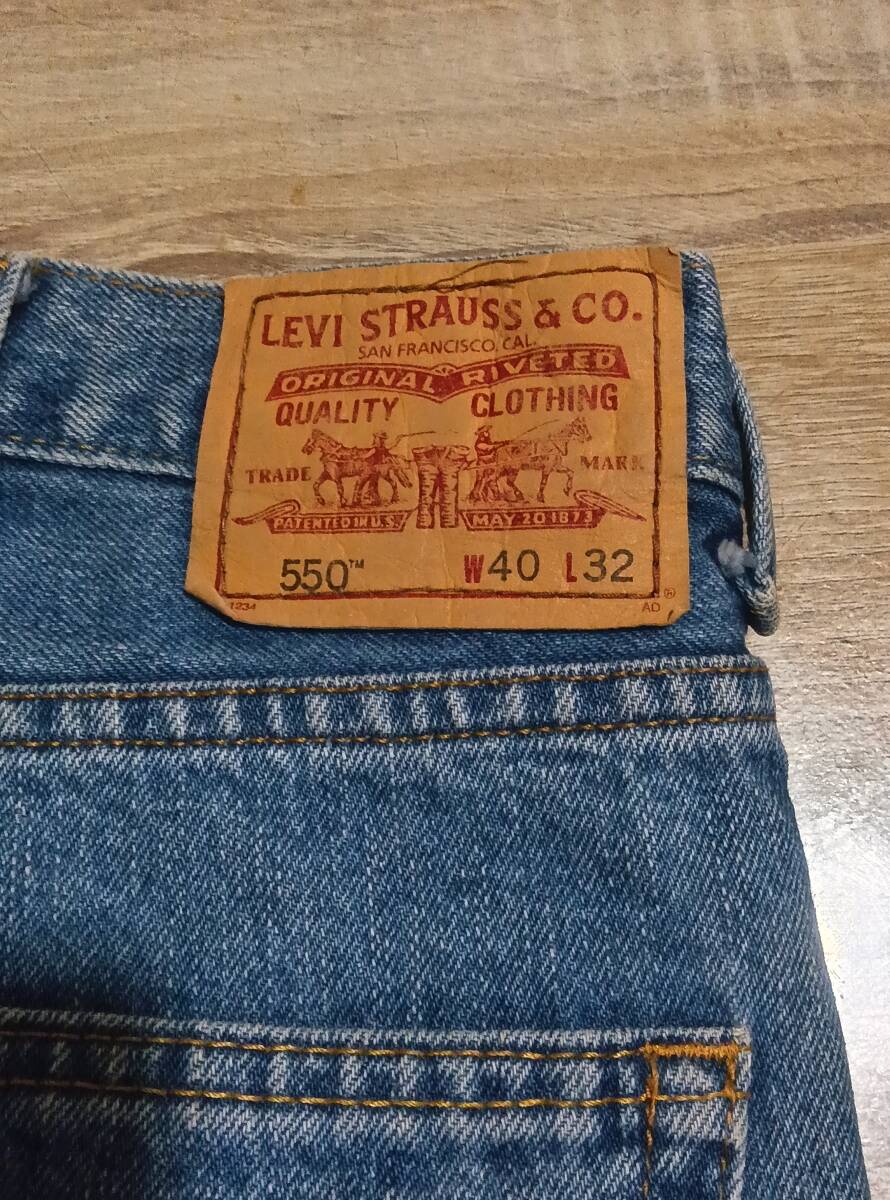 LEVI STRAUSS & CO.
SAN FRANCISCO, CAL.
ORIGINAL RIVETED
QUALITY CLOTHING
TRADE MARK
PATENTED IN U.S. MAY 20 1873
550™ W40 L32
1234 AD ®